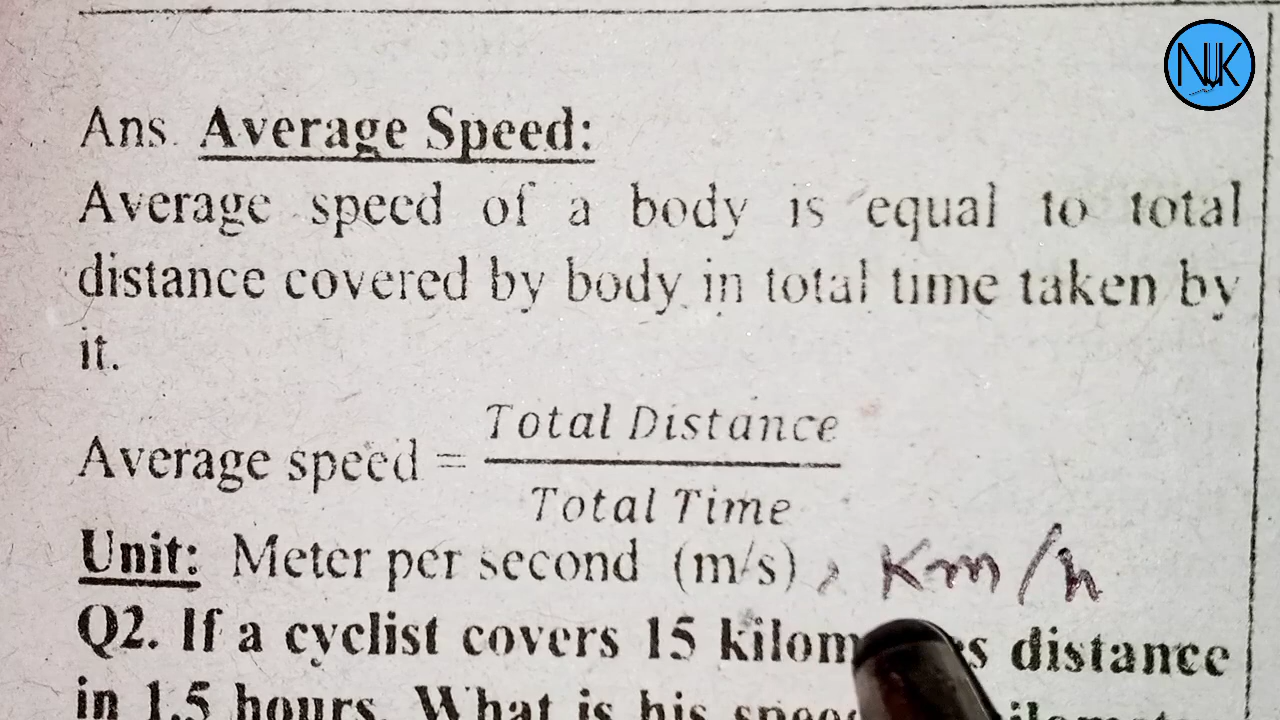 NJK
Ans. Average Speed:
Average speed of a body is equal to total
distance covered by body in total time taken by
it.
Average speed = Total Distance
Total Time
Unit: Meter per second (m/s), Km/h
Q2. If a cyclist covers 15 distance
in 1.5 hours. What is his